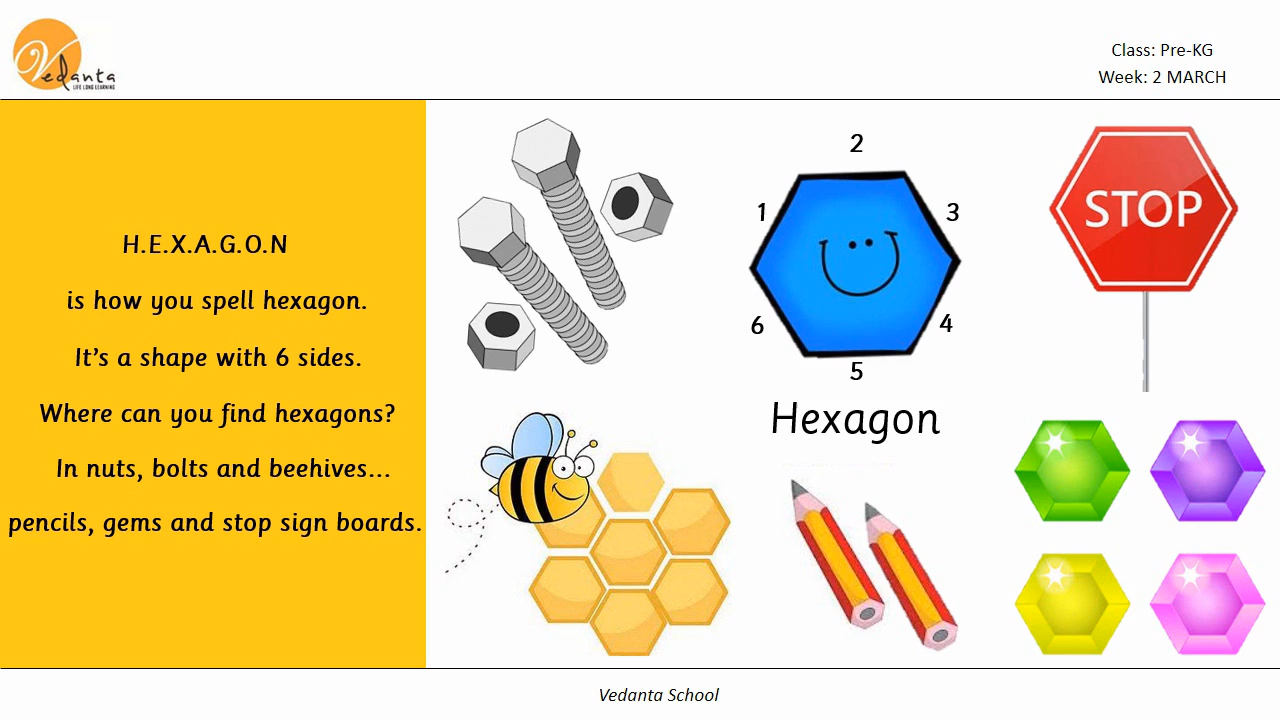 Vedanta
LIFE LONG LEARNING
Class: Pre-KG
Week: 2 MARCH
H.E.X.A.G.O.N
is how you spell hexagon.
It’s a shape with 6 sides.
Where can you find hexagons?
In nuts, bolts and beehives...
pencils, gems and stop sign boards.
2
1
3
6
4
5
Hexagon
STOP
Vedanta School